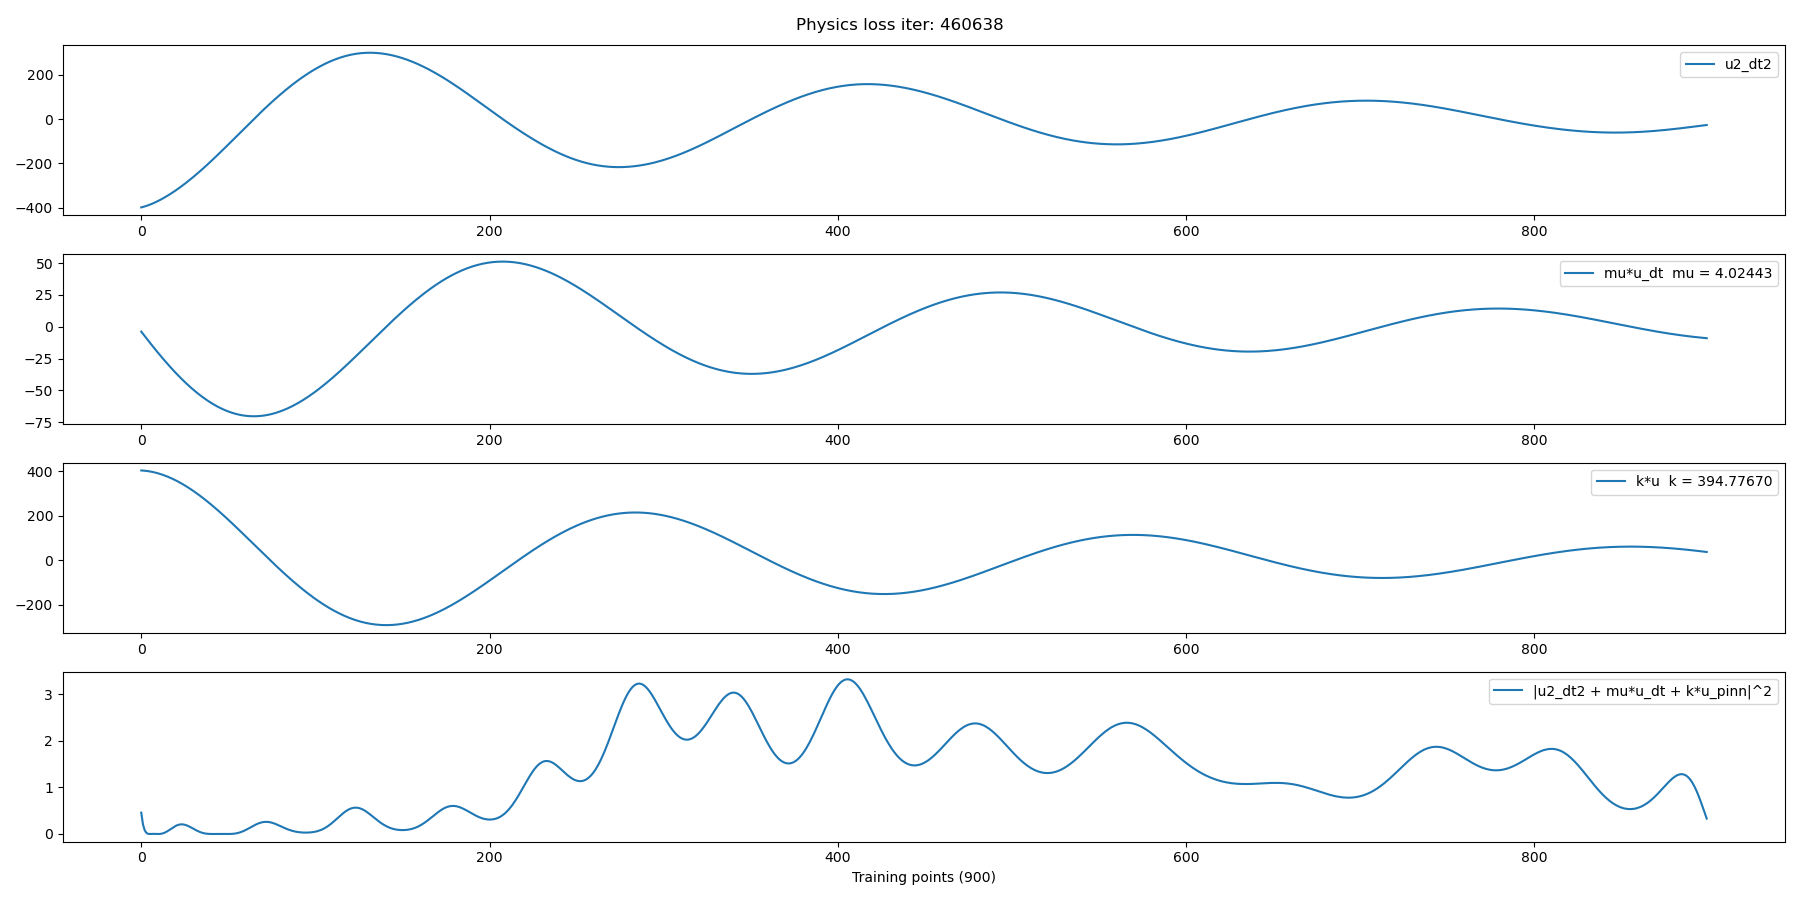 Physics loss iter: 460638
u2_dt2
200
0
−200
−400
0 200 400 600 800
mu*u_dt mu = 4.02443
50
25
0
−25
−50
−75
0 200 400 600 800
k*u k = 394.77670
400
200
0
−200
0 200 400 600 800
|u2_dt2 + mu*u_dt + k*u_pinn|^2
3
2
1
0
0 200 400 600 800
Training points (900)